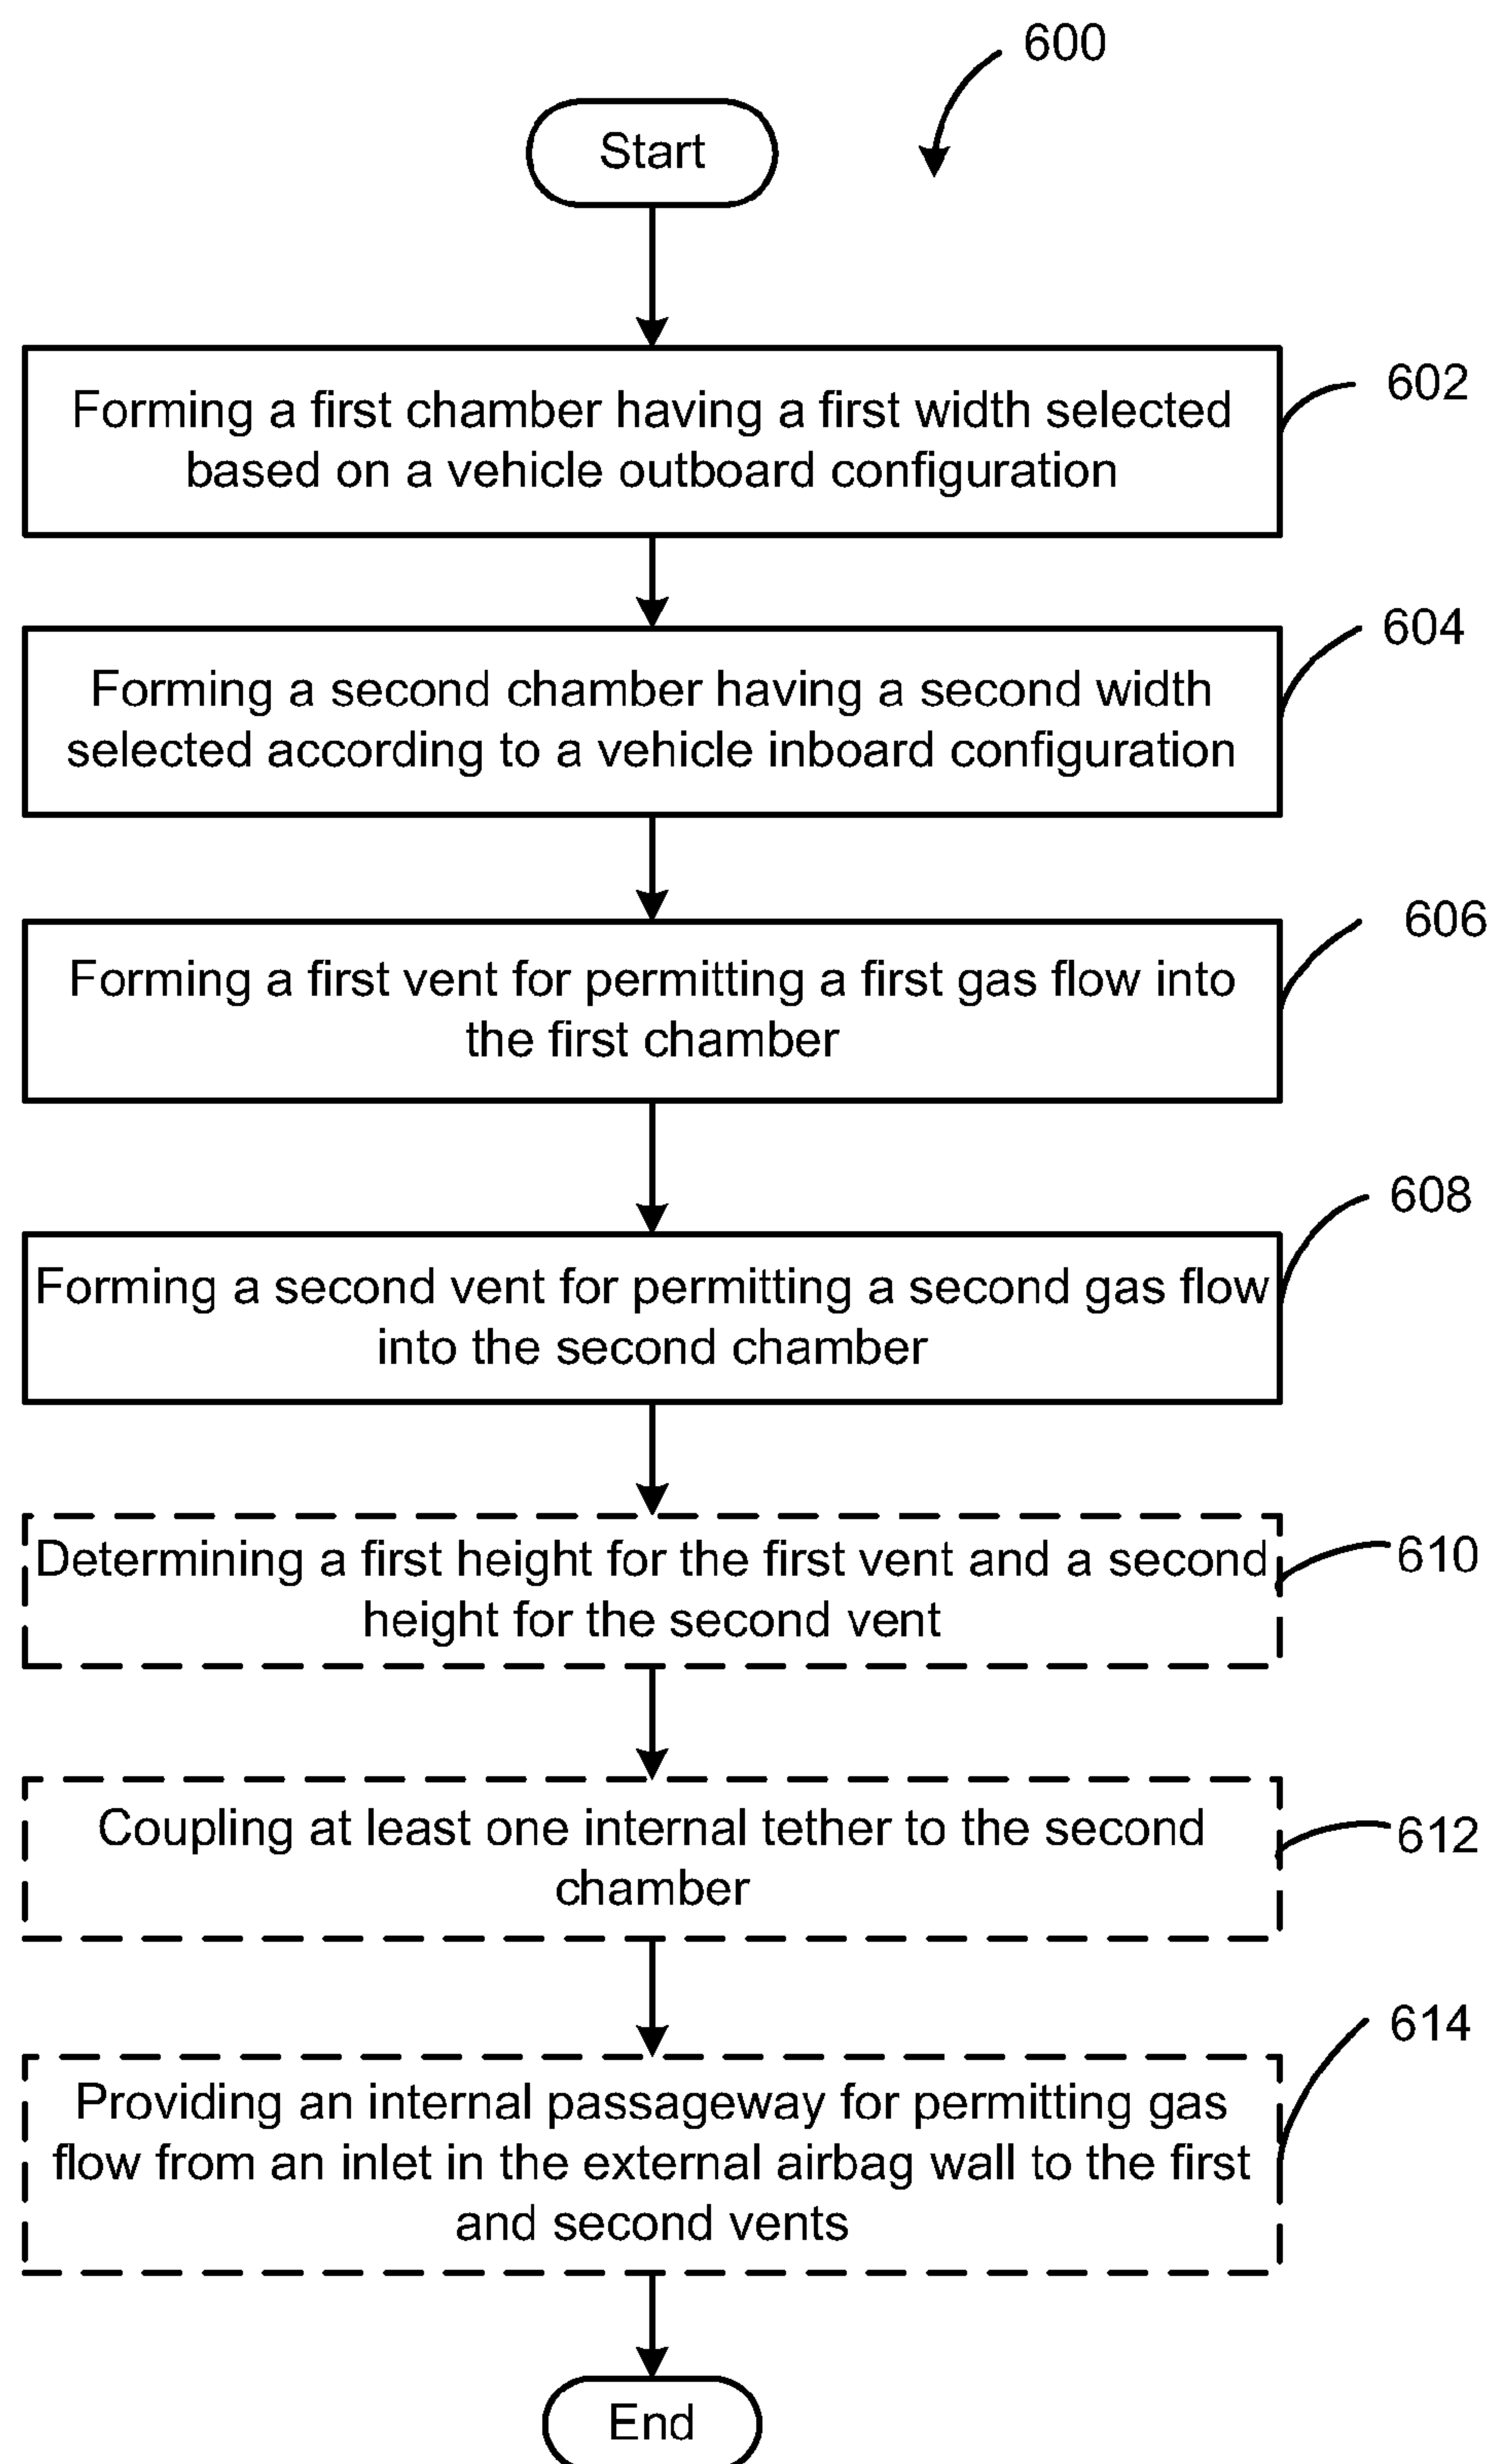 600
Start
Forming a first chamber having a first width selected
based on a vehicle outboard configuration
602
Forming a second chamber having a second width
selected according to a vehicle inboard configuration
604
Forming a first vent for permitting a first gas flow into
the first chamber
606
Forming a second vent for permitting a second gas flow
into the second chamber
608
Determining a first height for the first vent and a second
height for the second vent
610
Coupling at least one internal tether to the second
chamber
612
Providing an internal passageway for permitting gas
flow from an inlet in the external airbag wall to the first
and second vents
614
End